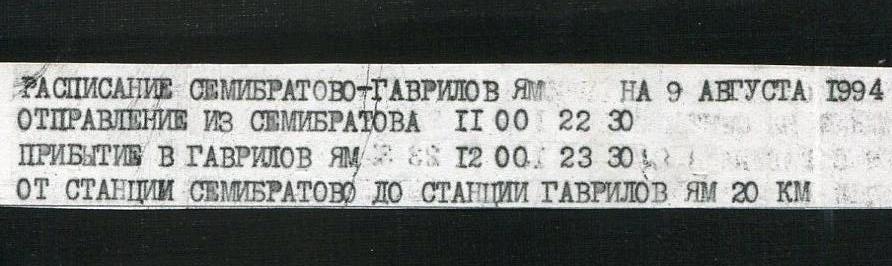 РАСПИСАНИЕ СЕМИБРАТОВО-ГАВРИЛОВ ЯМ НА 9 АВГУСТА 1994
ОТПРАВЛЕНИЕ ИЗ СЕМИБРАТОВА 11 00 22 30
ПРИБЫТИЕ В ГАВРИЛОВ ЯМ 12 00 23 30
ОТ СТАНЦИИ СЕМИБРАТОВО ДО СТАНЦИИ ГАВРИЛОВ ЯМ 20 КМ